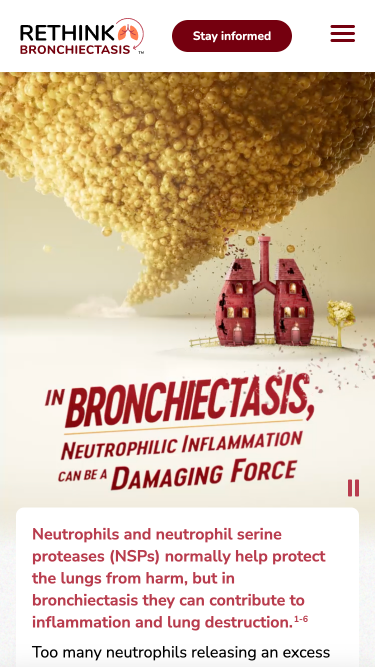 RETHINK
BRONCHIECTASIS™
Stay informed
IN BRONCHIECTASIS,
NEUTROPHILIC INFLAMMATION
CAN BE A DAMAGING FORCE
Neutrophils and neutrophil serine
proteases (NSPs) normally help protect
the lungs from harm, but in
bronchiectasis they can contribute to
inflammation and lung destruction.1-6
Too many neutrophils releasing an excess